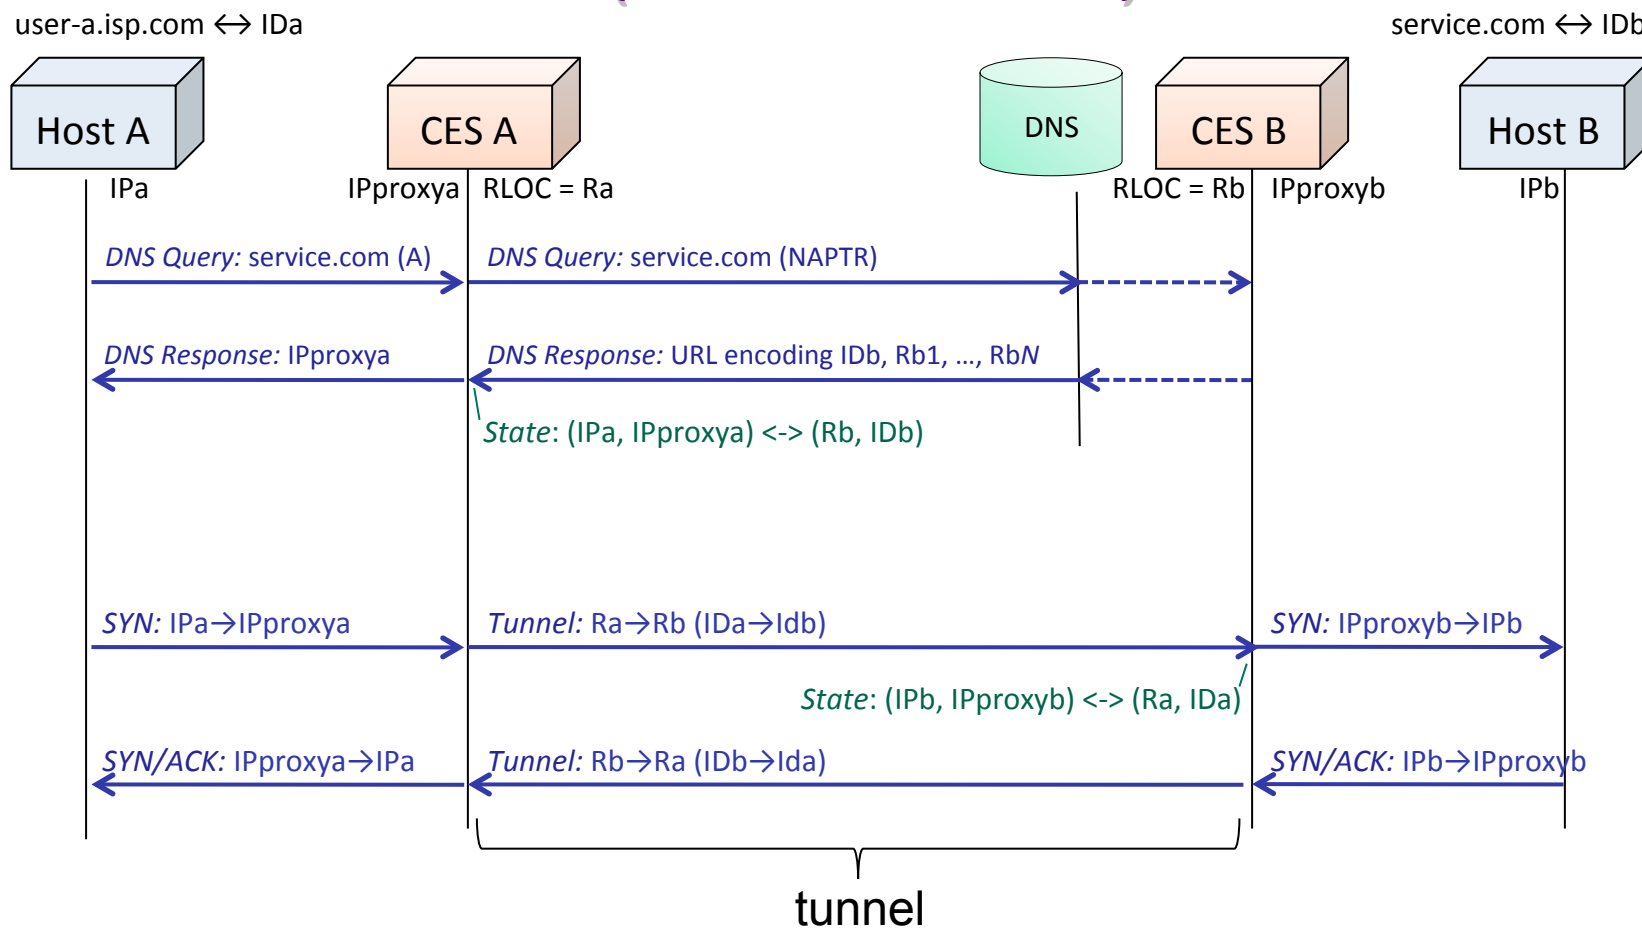 user-a.isp.com ↔ IDa
service.com ↔ IDb
Host A
CES A
DNS
CES B
Host B
IPa
IPproxya
RLOC = Ra
RLOC = Rb
IPproxyb
IPb
DNS Query: service.com (A)
DNS Query: service.com (NAPTR)
DNS Response: IPproxya
DNS Response: URL encoding IDb, Rb1, …, RbN
State: (IPa, IPproxya) <-> (Rb, IDb)
SYN: IPa→IPproxya
Tunnel: Ra→Rb (IDa→Idb)
SYN: IPproxyb→IPb
State: (IPb, IPproxyb) <-> (Ra, IDa)
SYN/ACK: IPproxya→IPa
Tunnel: Rb→Ra (IDb→Ida)
SYN/ACK: IPb→IPproxyb
tunnel